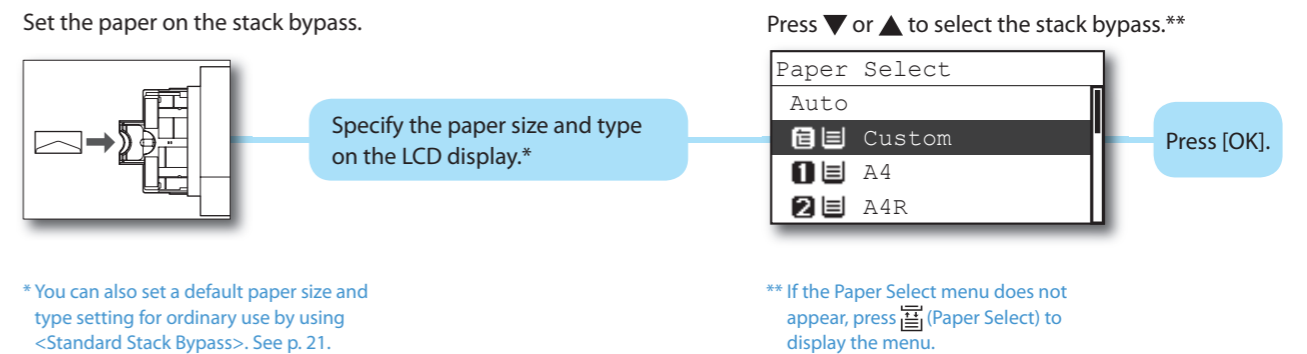 Set the paper on the stack bypass.
Specify the paper size and type
on the LCD display.*
* You can also set a default paper size and
type setting for ordinary use by using
<Standard Stack Bypass>. See p. 21.
Press ▼ or ▲ to select the stack bypass.**
Paper Select
Auto
Custom
1 A4
2 A4R
Press [OK].
** If the Paper Select menu does not
appear, press (Paper Select) to
display the menu.